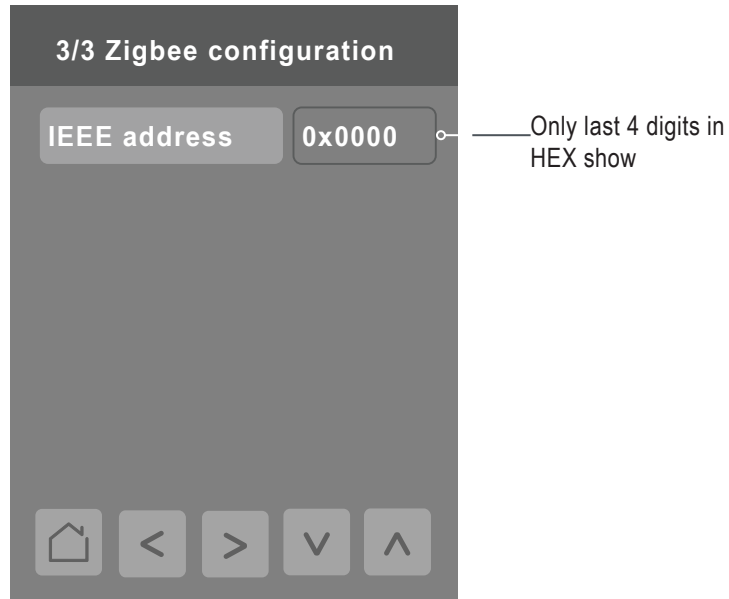 3/3 Zigbee configuration
IEEE address 0x0000
Only last 4 digits in
HEX show
< > v ^